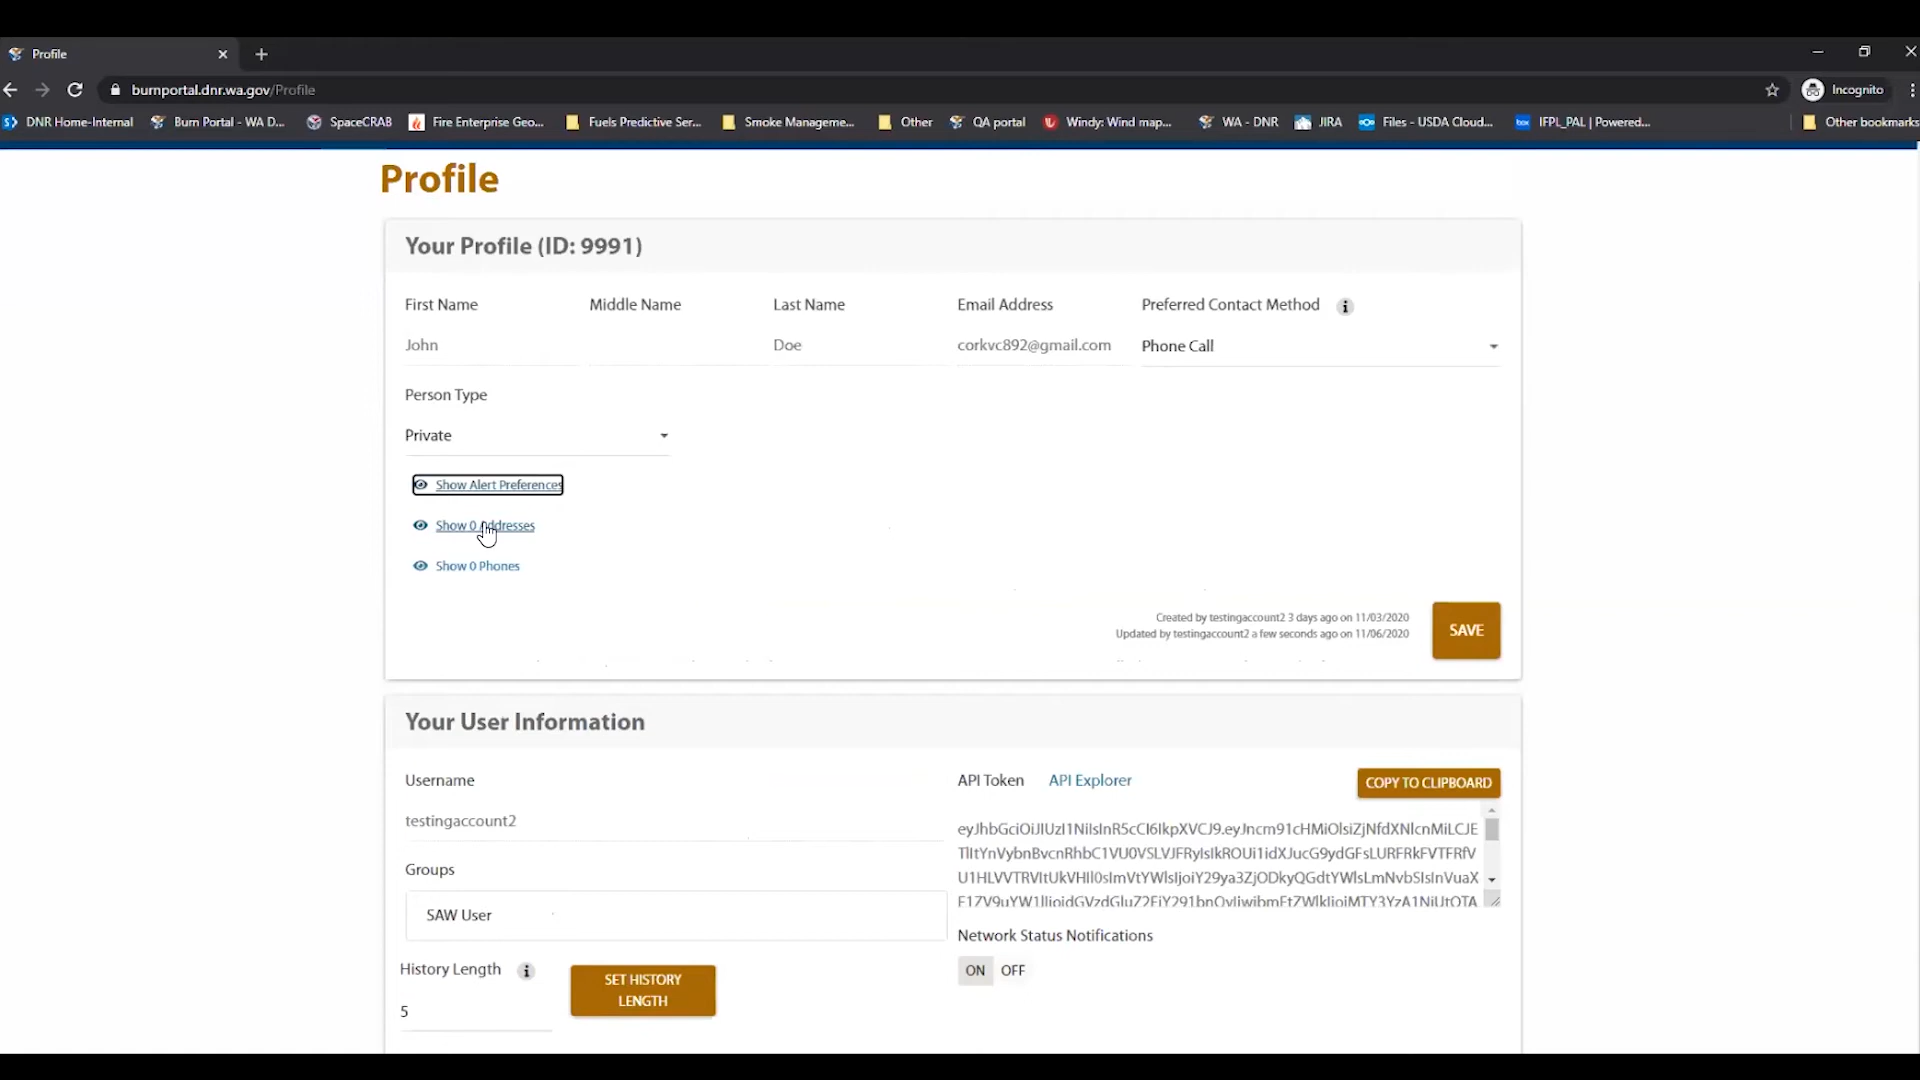 Profile
burnportal.dnr.wa.gov/Profile
Incognito
DNR Home-Internal
Burn Portal - WA D...
SpaceCRAB
Fire Enterprise Geo...
Fuels Predictive Ser...
Smoke Manageme...
Other
QA portal
Windy: Wind map...
WA - DNR
JIRA
Files - USDA Cloud...
box
IFPL_PAL | Powered...
Other bookmarks
Profile
Your Profile (ID: 9991)
First Name
Middle Name
Last Name
Email Address
Preferred Contact Method
John
Doe
corkvc892@gmail.com
Phone Call
Person Type
Private
Show Alert Preferences
Show 0 Addresses
Show 0 Phones
Created by testingaccount2 3 days ago on 11/03/2020
Updated by testingaccount2 a few seconds ago on 11/06/2020
SAVE
Your User Information
Username
API Token
API Explorer
COPY TO CLIPBOARD
testingaccount2
Groups
SAW User
Network Status Notifications
ON OFF
History Length
SET HISTORY
LENGTH
5